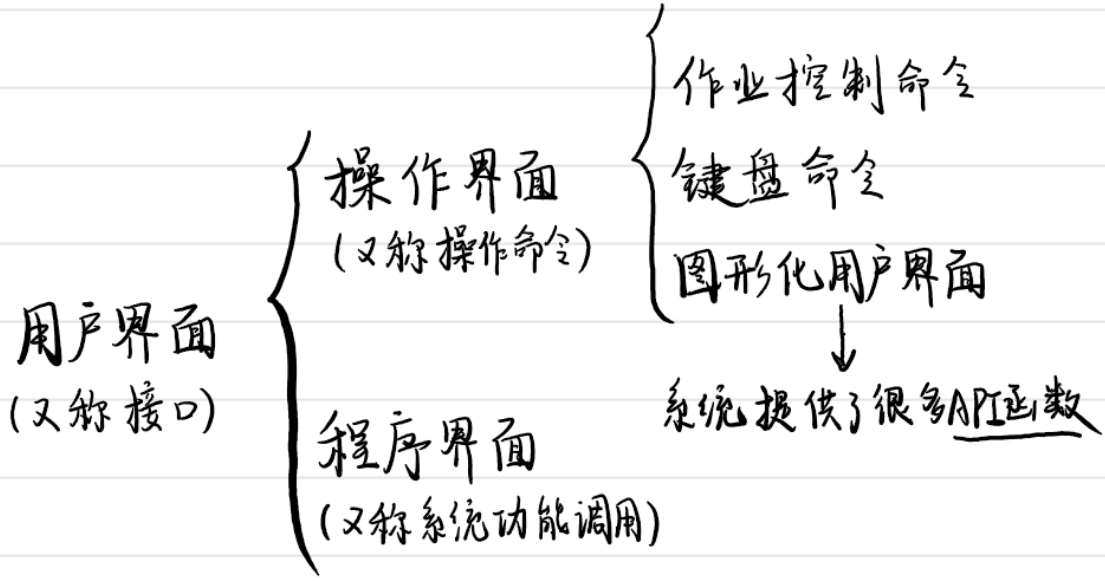 用户界面
(又称接口)
操作界面
(又称操作命令)
作业控制命令
键盘命令
图形化用户界面
系统提供了很多API函数
程序界面
(又称系统功能调用)